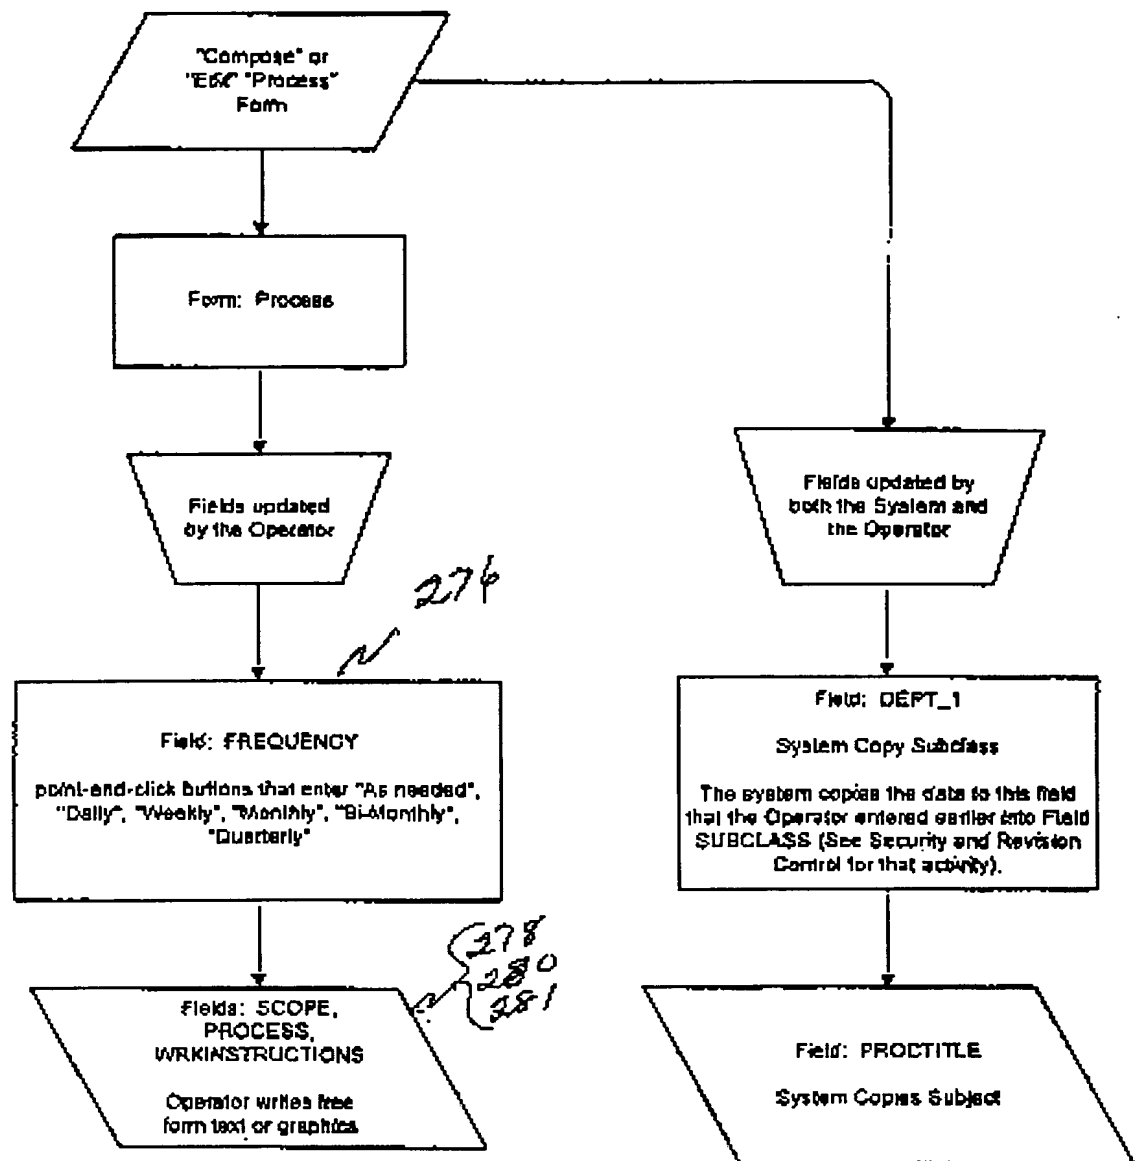 "Compose" or
"Edit" "Process"
Form
Form: Process
Fields updated
by the Operator
276
Field: FREQUENCY
point-and-click buttons that enter "As needed",
"Daily", "Weekly", "Monthly", "Bi-Monthly",
"Quarterly"
278
280
281
Fields: SCOPE,
PROCESS,
WRKINSTRUCTIONS
Operator writes free
form text or graphics
Fields updated by
both the System and
the Operator
Field: DEPT_1
System Copy Subclass
The system copies the data to this field
that the Operator entered earlier into Field
SUBCLASS (See Security and Revision
Control for that activity).
Field: PROCTITLE
System Copies Subject